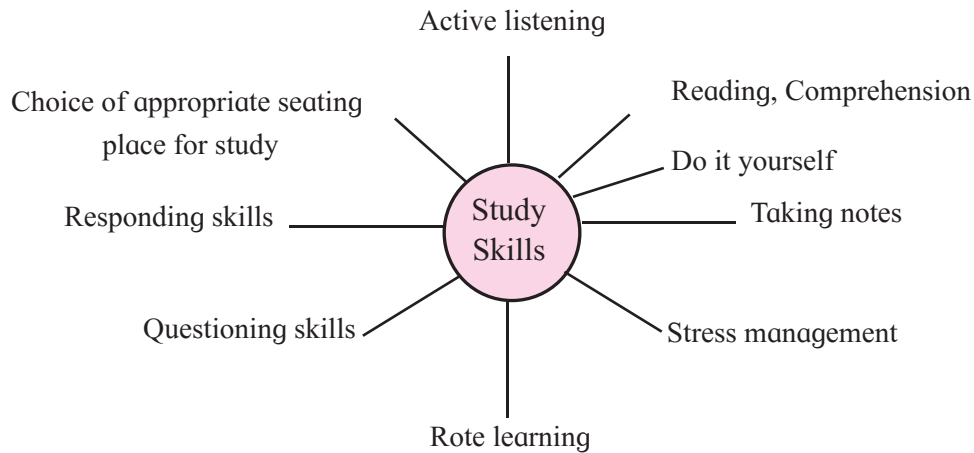 Active listening
Choice of appropriate seating
place for study
Reading, Comprehension
Do it yourself
Responding skills
Study
Skills
Taking notes
Questioning skills
Stress management
Rote learning